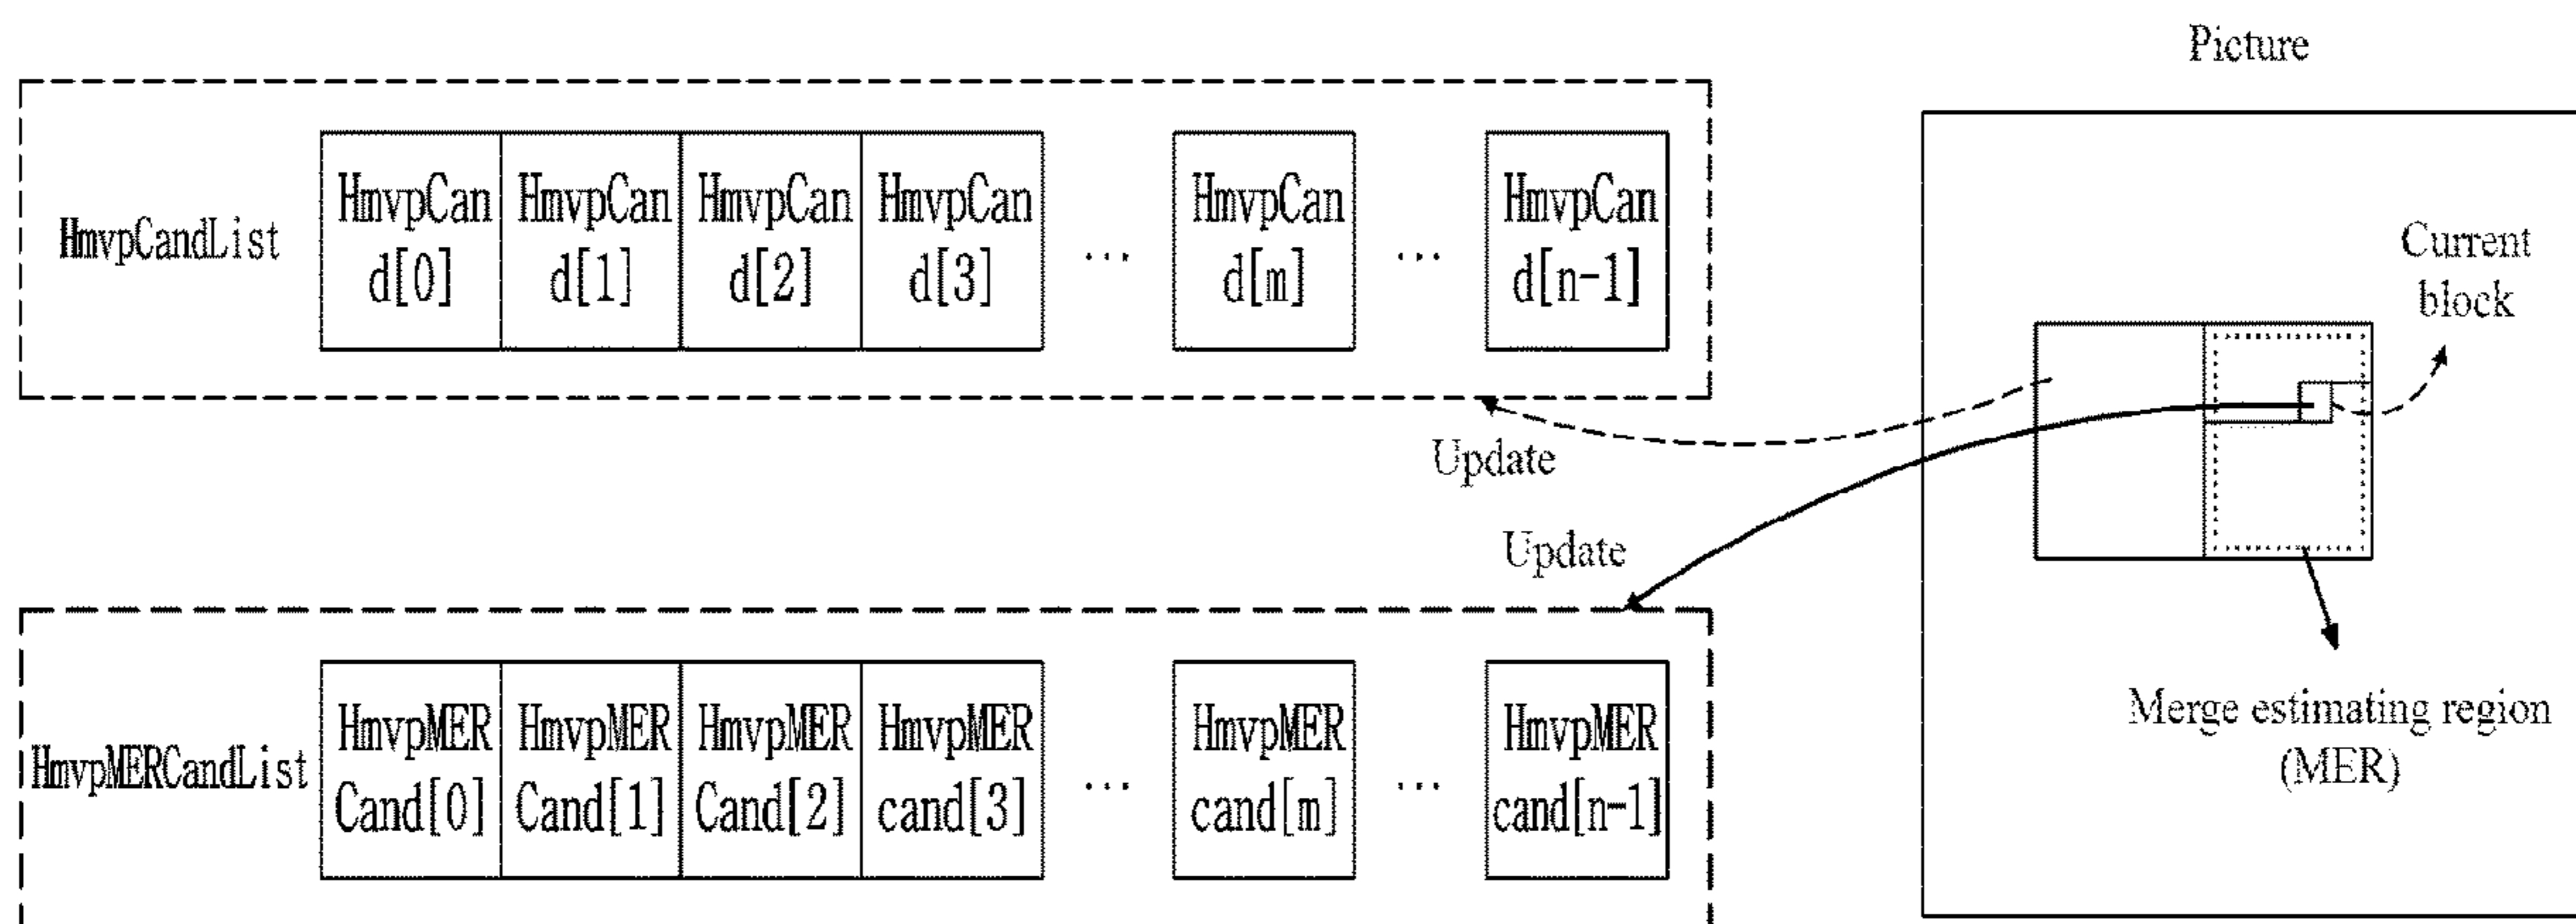 Picture
HmvpCandList
HmvpCan
d[0]
HmvpCan
d[1]
HmvpCan
d[2]
HmvpCan
d[3]
...
HmvpCan
d[m]
...
HmvpCan
d[n-1]
Current
block
Update
Update
HmvpMERCandList
HmvpMER
Cand[0]
HmvpMER
Cand[1]
HmvpMER
Cand[2]
HmvpMER
cand[3]
...
HmvpMER
cand[m]
...
HmvpMER
cand[n-1]
Merge estimating region
(MER)